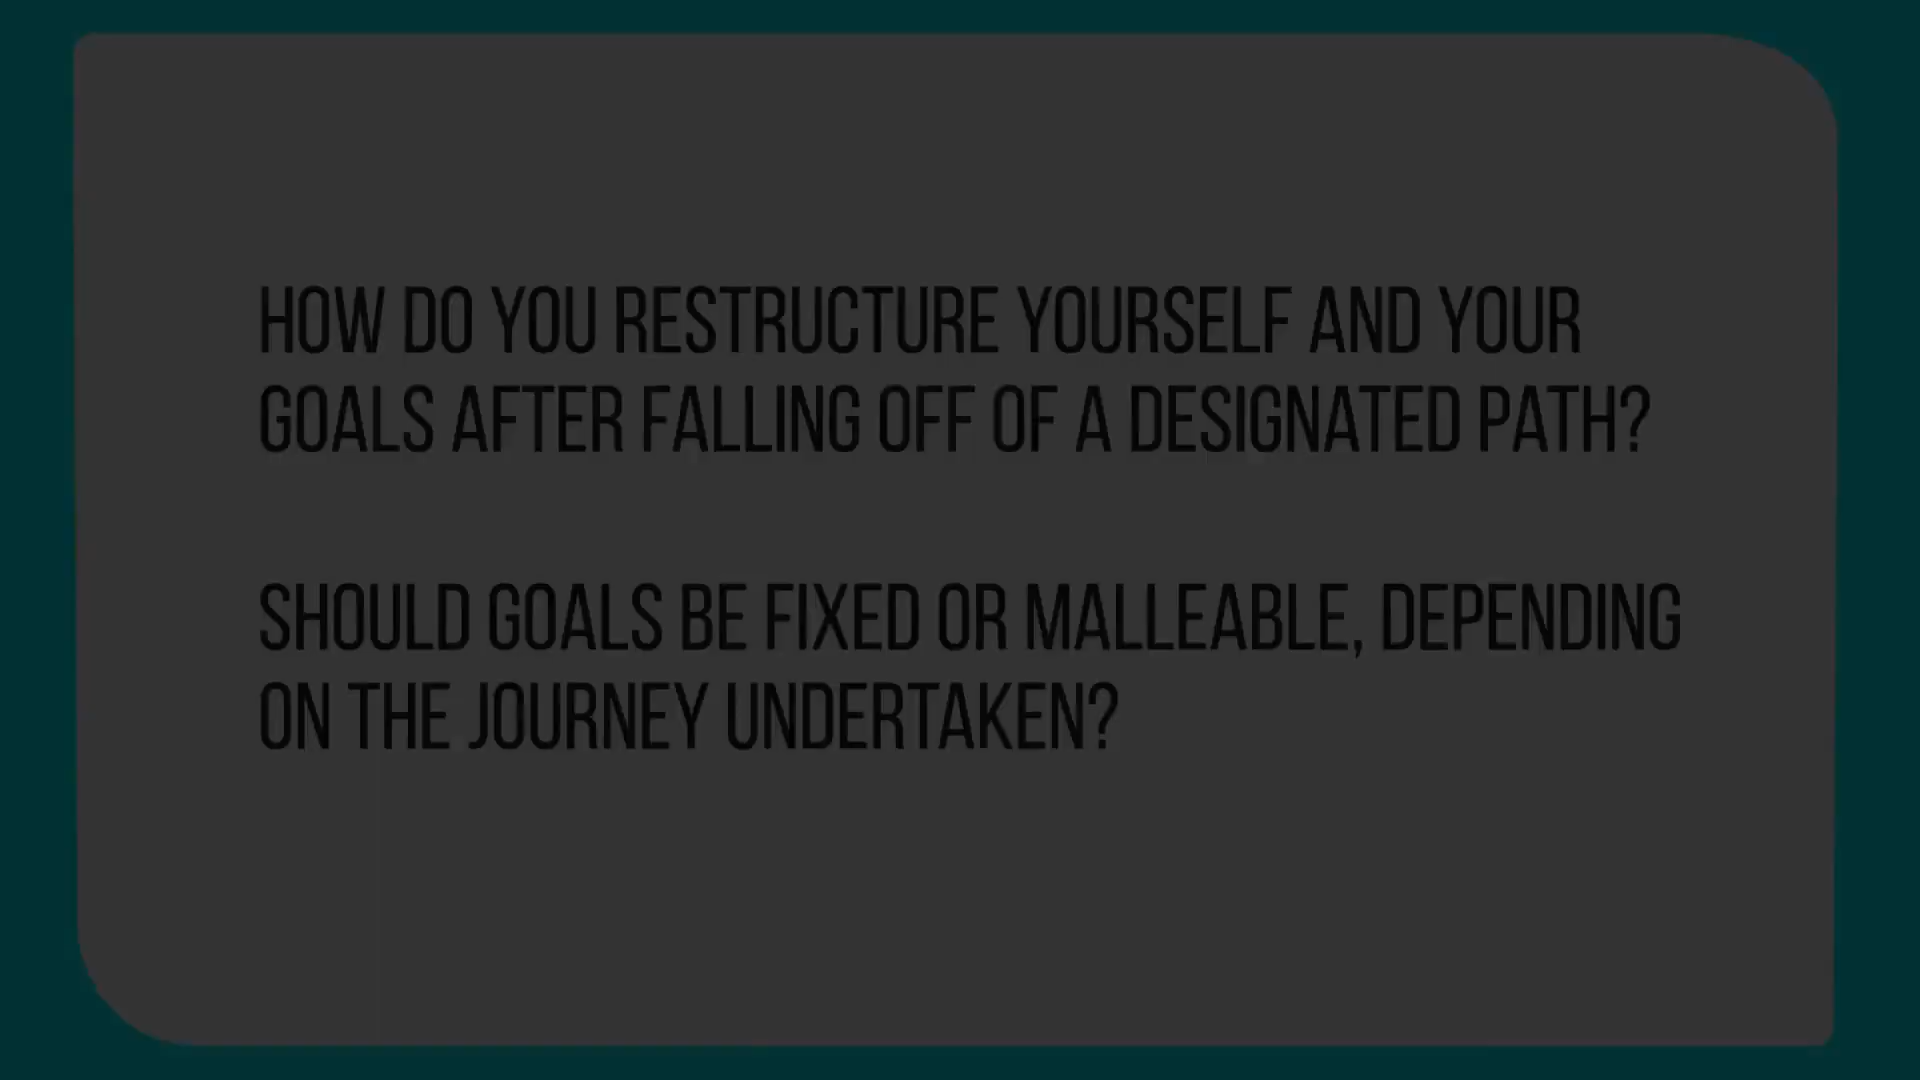 HOW DO YOU RESTRUCTURE YOURSELF AND YOUR
GOALS AFTER FALLING OFF OF A DESIGNATED PATH?
SHOULD GOALS BE FIXED OR MALLEABLE, DEPENDING
ON THE JOURNEY UNDERTAKEN?